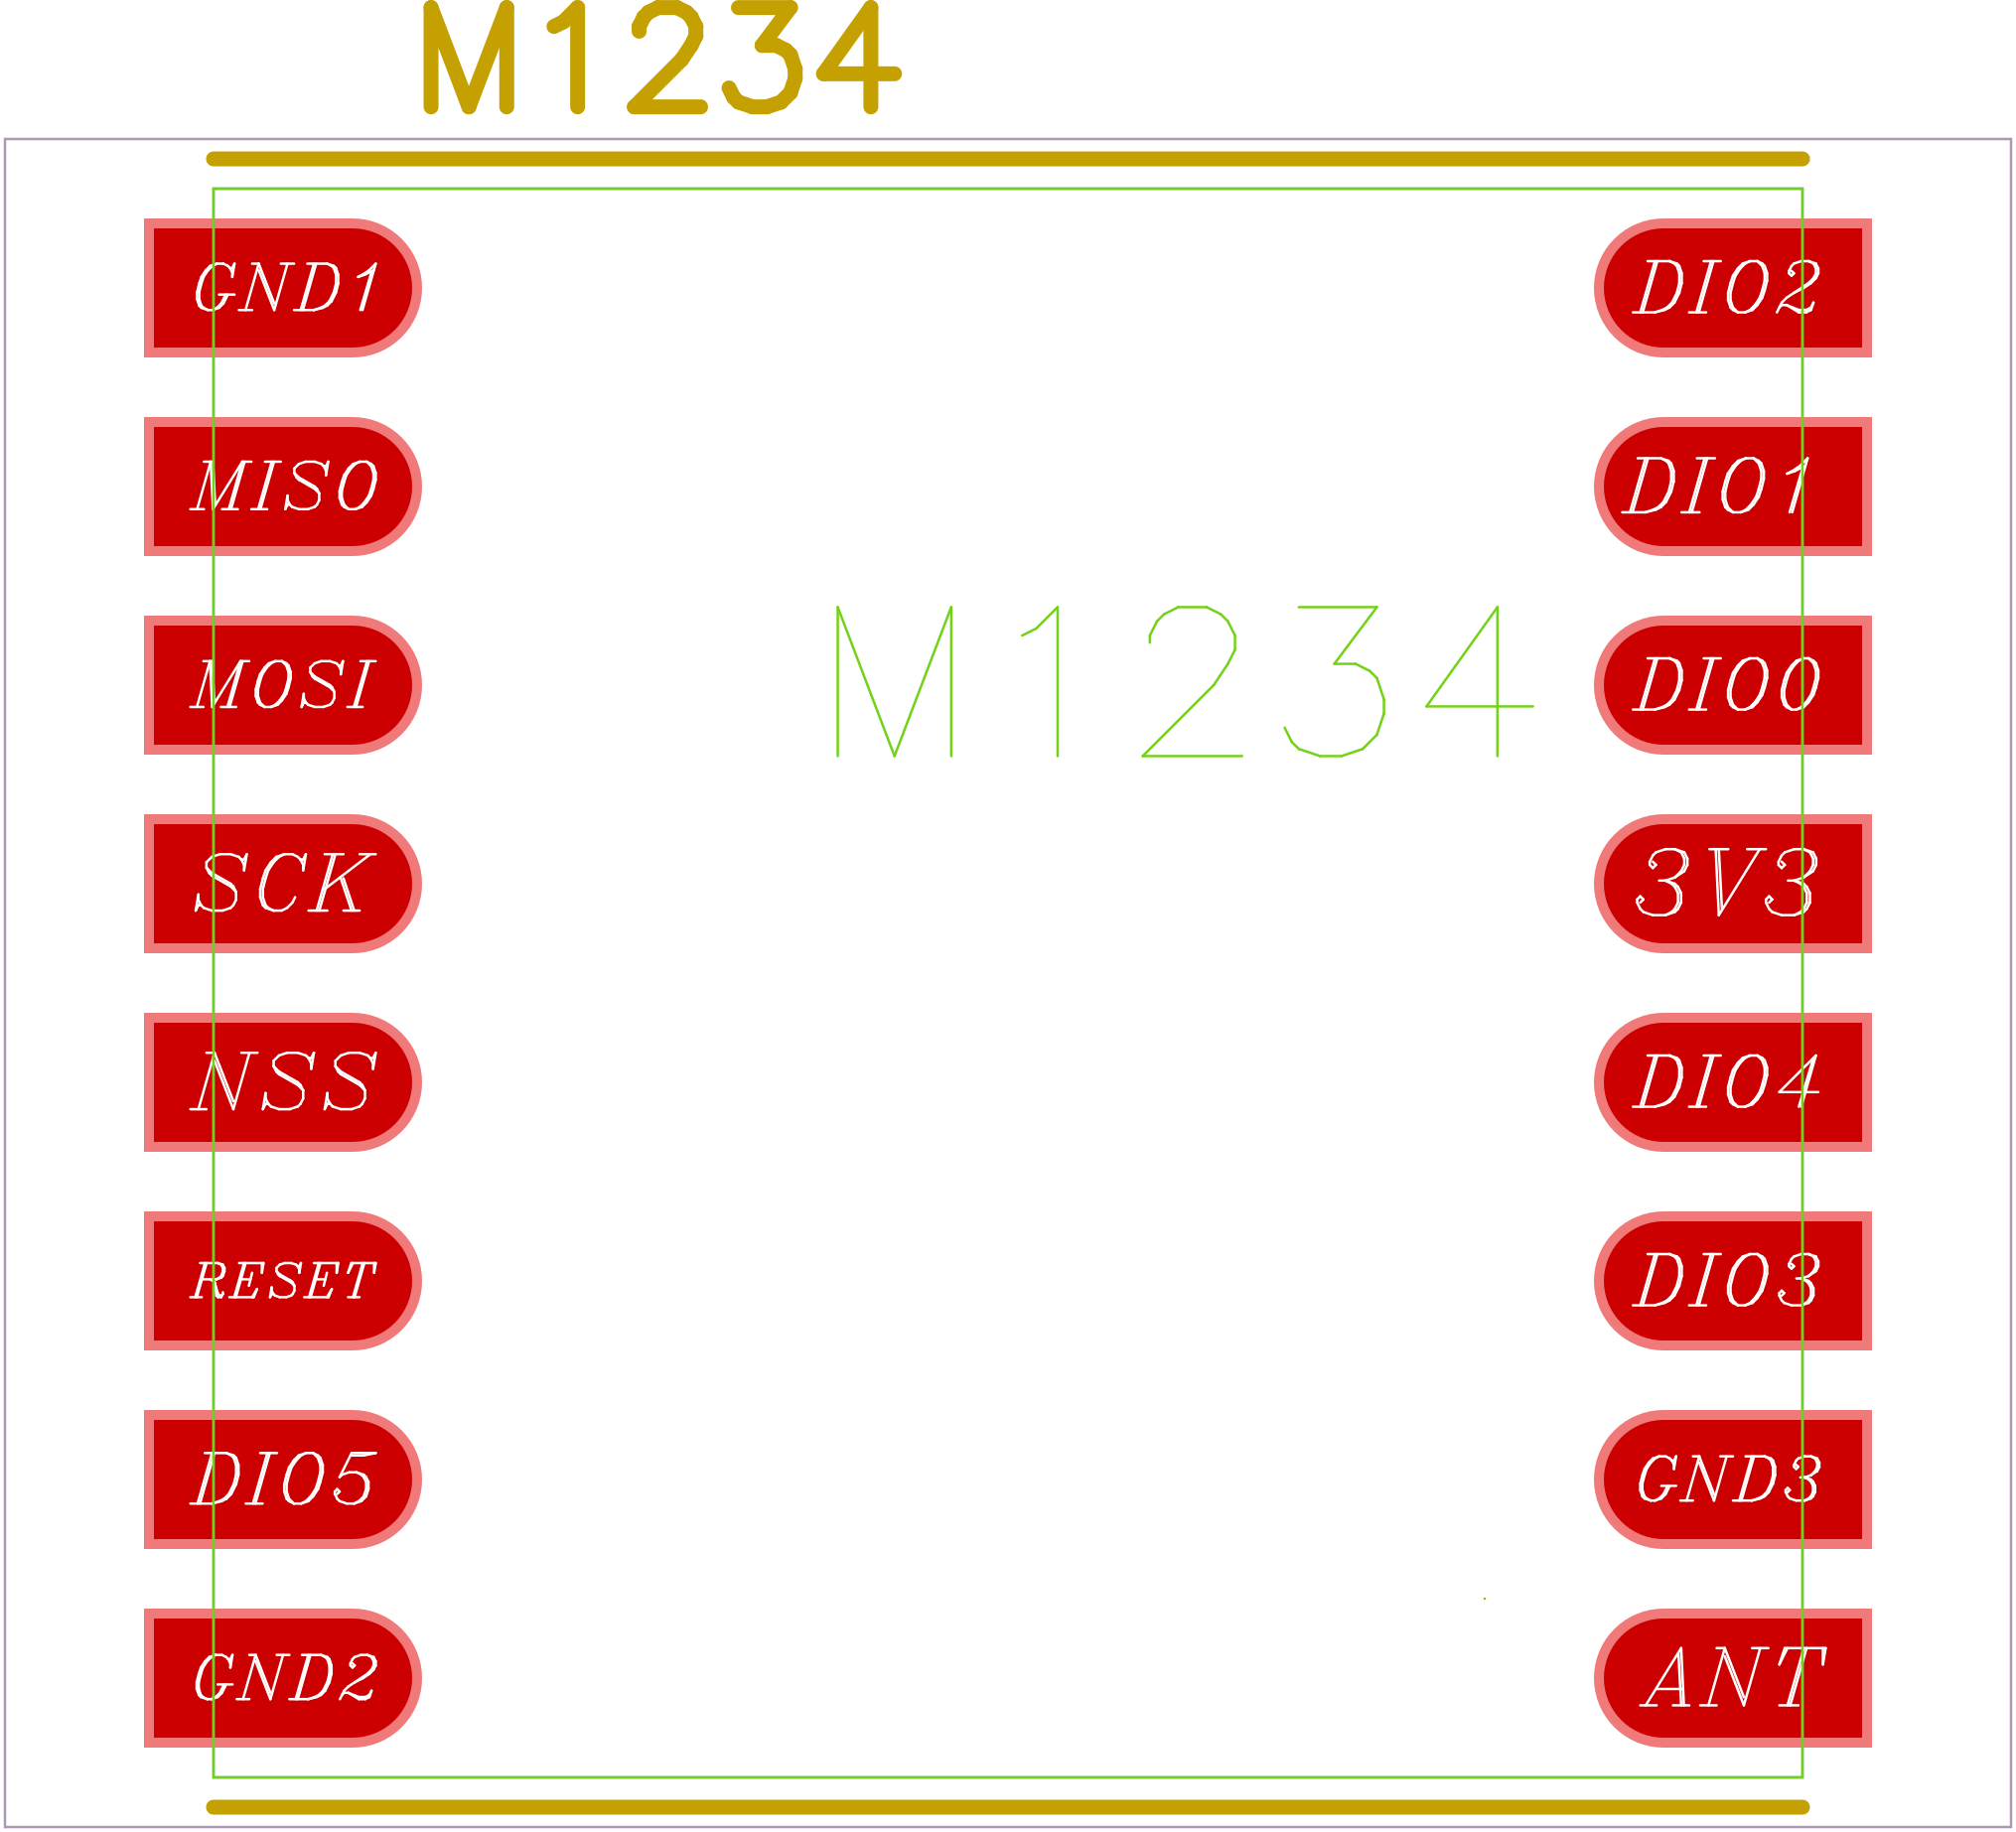 M1234
GND1 DIO2
MISO DIO1
MOSI DIO0
M1234
SCK 3V3
NSS DIO4
RESET DIO3
DIO5 GND3
GND2 ANT